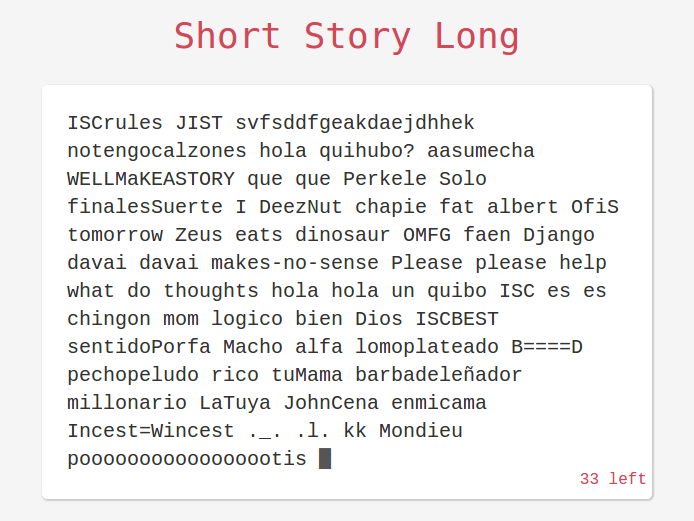 Short Story Long
ISCrules JIST svfsddfgeakdaejdhhek
notengocalzones hola quihubo? aasumecha
WELLMaKEASTORY que que Perkele Solo
finalesSuerte I DeezNut chapie fat albert OfiS
tomorrow Zeus eats dinosaur OMFG faen Django
davai davai makes-no-sense Please please help
what do thoughts hola hola un quibo ISC es es
chingon mom logico bien Dios ISCBEST
sentidoPorfa Macho alfa lomoplateado B====D
pechopeludo rico tuMama barbadeleñador
millonario LaTuya JohnCena enmicama
Incest=Wincest ._. .l. kk Mondieu
pooooooooooooooootis
33 left